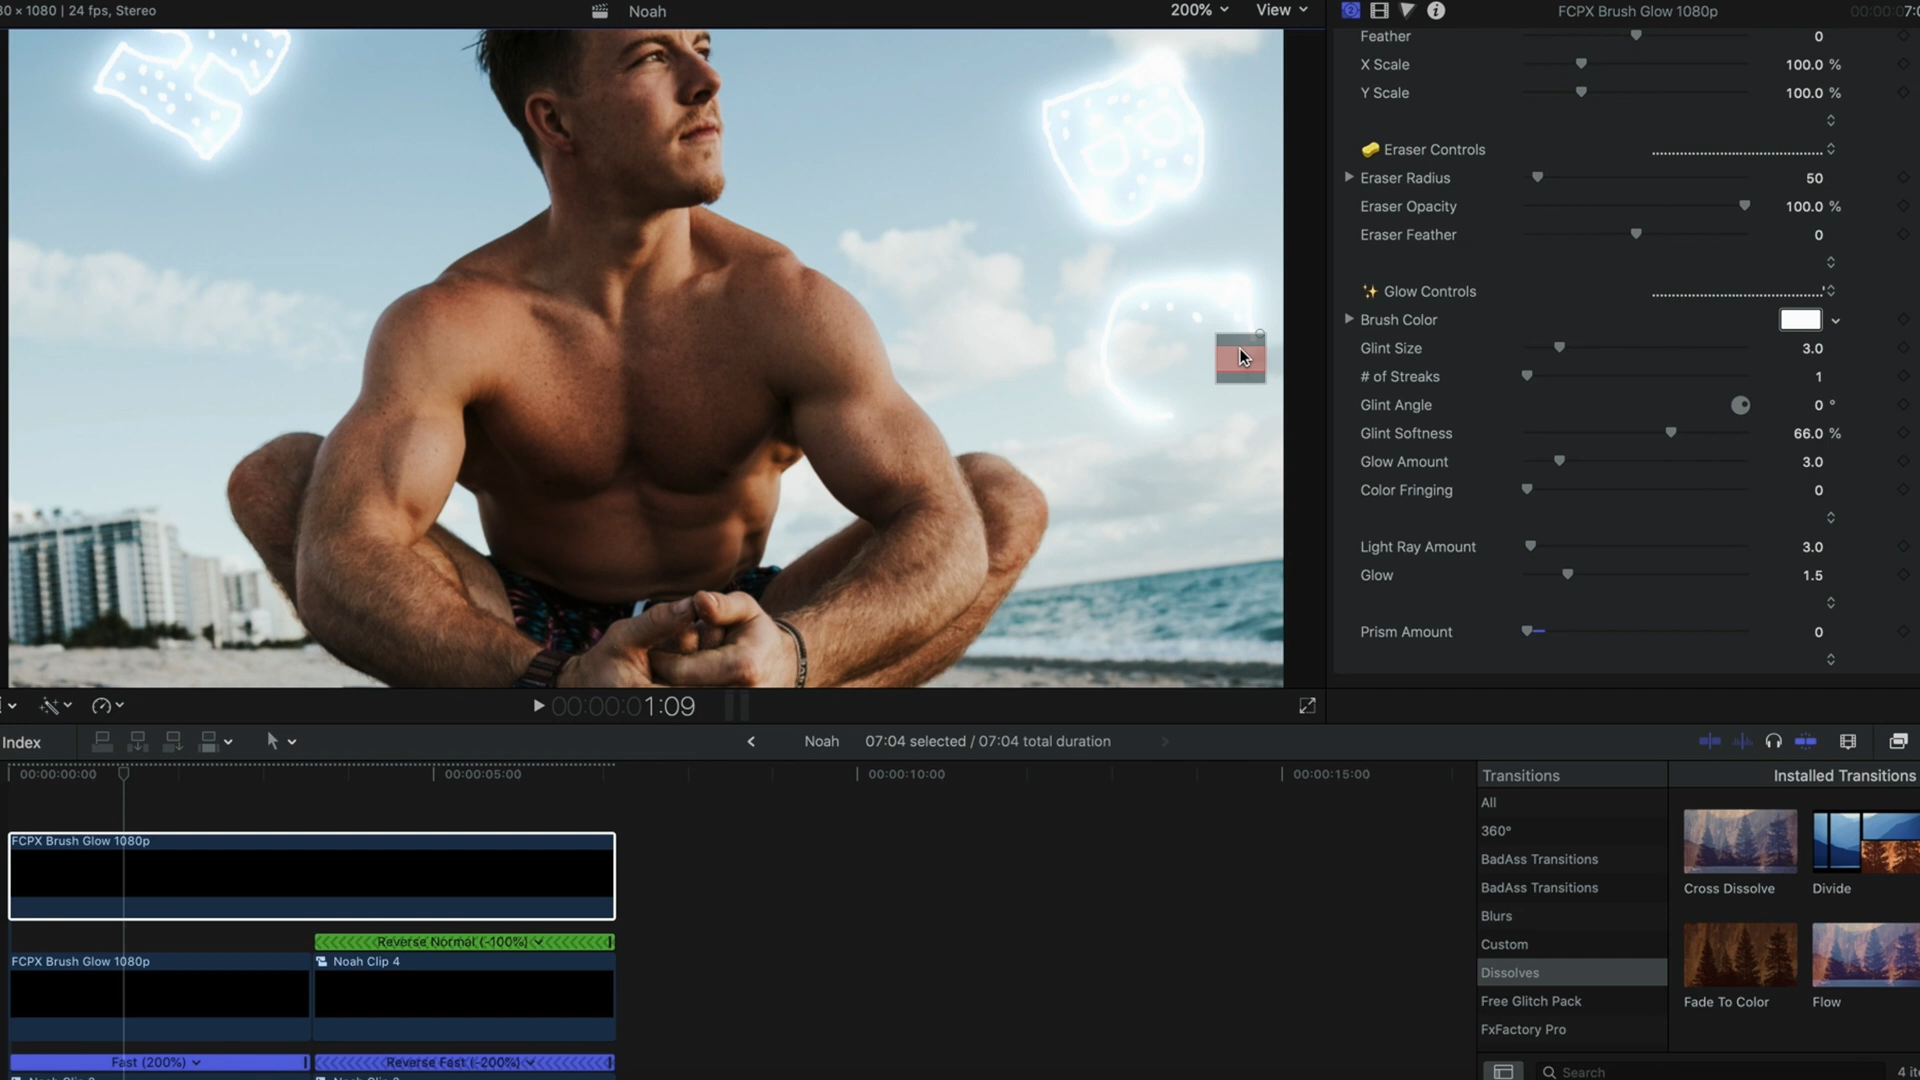 30 × 1080 | 24 fps, Stereo
Noah
200%
View
FCPX Brush Glow 1080p
00:00:07:0
Feather
0
X Scale
100.0 %
Y Scale
100.0 %
Eraser Controls
Eraser Radius
50
Eraser Opacity
100.0 %
Eraser Feather
0
Glow Controls
Brush Color
Glint Size
3.0
# of Streaks
1
Glint Angle
0 °
Glint Softness
66.0 %
Glow Amount
3.0
Color Fringing
0
Light Ray Amount
3.0
Glow
1.5
Prism Amount
0
00:00:01:09
Index
Noah
07:04 selected / 07:04 total duration
00:00:00:00
00:00:05:00
00:00:10:00
00:00:15:00
FCPX Brush Glow 1080p
Reverse Normal (-100%)
FCPX Brush Glow 1080p
Noah Clip 4
Fast (200%)
Reverse Fast (-200%)
Transitions
Installed Transitions
All
360°
BadAss Transitions
BadAss Transitions
Blurs
Custom
Dissolves
Free Glitch Pack
FxFactory Pro
Cross Dissolve
Divide
Fade To Color
Flow
Search
4 it